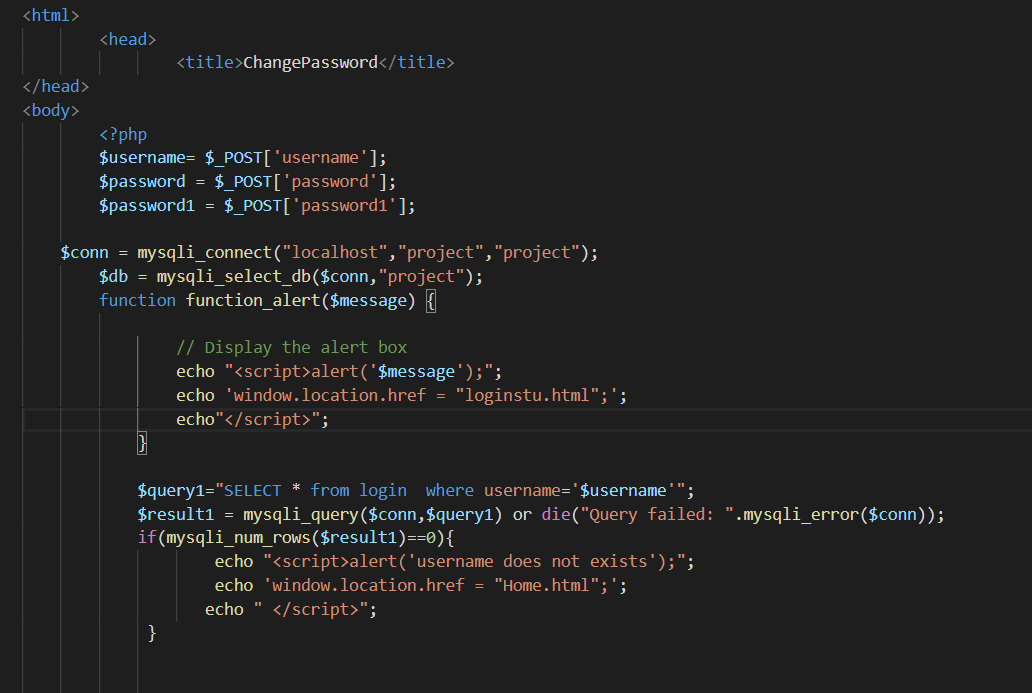 <html>
<head>
<title>ChangePassword</title>
</head>
<body>
<?php
$username= $_POST['username'];
$password = $_POST['password'];
$password1 = $_POST['password1'];
$conn = mysqli_connect("localhost","project","project");
$db = mysqli_select_db($conn,"project");
function function_alert($message) {
// Display the alert box
echo "<script>alert('$message');";
echo 'window.location.href = "loginstu.html";';
echo"</script>";
}
$query1="SELECT * from login  where username='$username'";
$result1 = mysqli_query($conn,$query1) or die("Query failed: ".mysqli_error($conn));
if(mysqli_num_rows($result1)==0){
echo "<script>alert('username does not exists');";
echo 'window.location.href = "Home.html";';
echo " </script>";
}